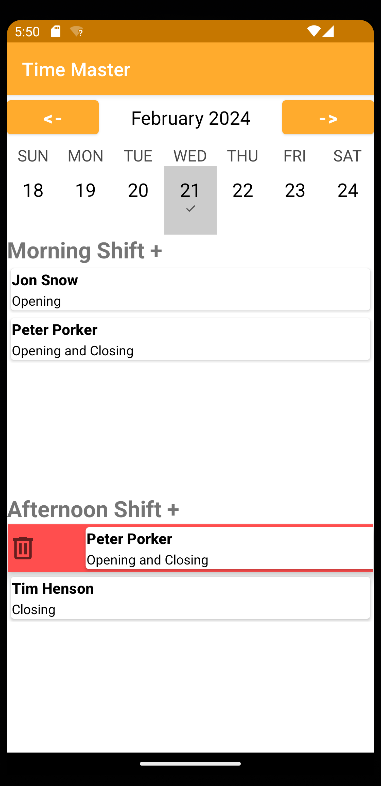 5:50
Time Master
<- February 2024 ->
SUN MON TUE WED THU FRI SAT
18 19 20 21 22 23 24
Morning Shift +
Jon Snow
Opening
Peter Porker
Opening and Closing
Afternoon Shift +
Peter Porker
Opening and Closing
Tim Henson
Closing